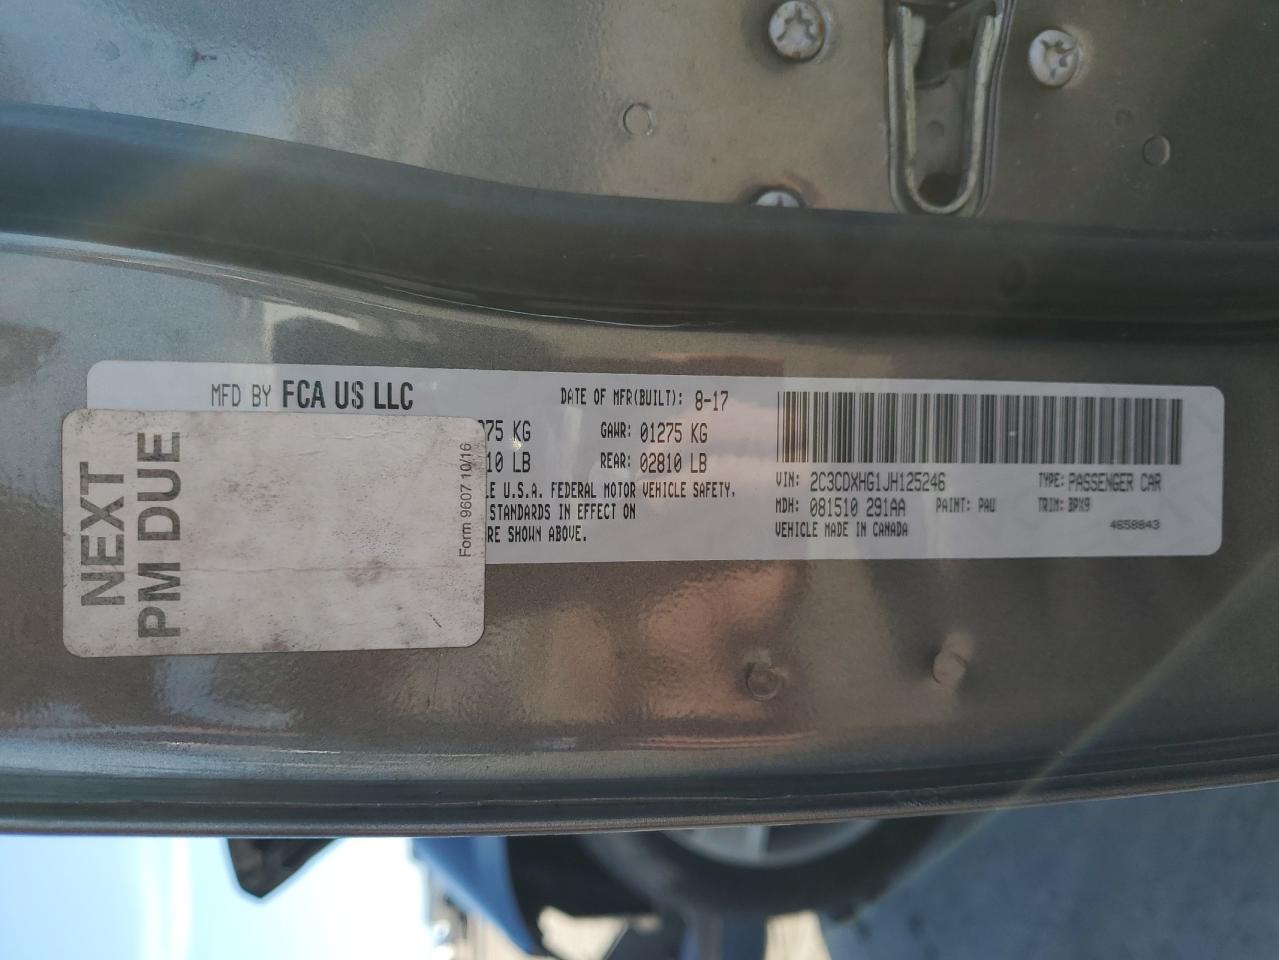 MFD BY FCA US LLC
DATE OF MFR(BUILT): 8-17
275 KG
GAWR: 01275 KG
10 LB
REAR: 02810 LB
LE U.S.A. FEDERAL MOTOR VEHICLE SAFETY,
STANDARDS IN EFFECT ON
RE SHOWN ABOVE.
VIN: 2C3CDXHG1JH125246
TYPE: PASSENGER CAR
MDH: 081510 291AA
PAINT: PAU
TRIM: BPX9
VEHICLE MADE IN CANADA
4658843
NEXT
PM DUE
Form 9607 10/16